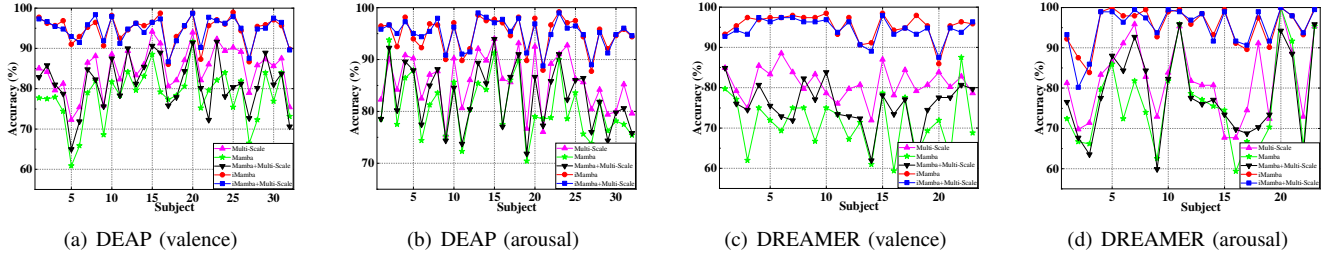 Accuracy (%)
100
90
80
70
60
5
10
15
20
25
30
Subject
Multi-Scale
Mamba
Mamba+Multi-Scale
iMamba
iMamba+Multi-Scale
(a) DEAP (valence)
Accuracy (%)
100
90
80
70
5
10
15
20
25
30
Subject
Multi-Scale
Mamba
Mamba+Multi-Scale
iMamba
iMamba+Multi-Scale
(b) DEAP (arousal)
Accuracy (%)
100
90
80
70
60
5
10
15
20
Subject
Multi-Scale
Mamba
Mamba+Multi-Scale
iMamba
iMamba+Multi-Scale
(c) DREAMER (valence)
Accuracy (%)
100
90
80
70
60
5
10
15
20
Subject
Multi-Scale
Mamba
Mamba+Multi-Scale
iMamba
iMamba+Multi-Scale
(d) DREAMER (arousal)